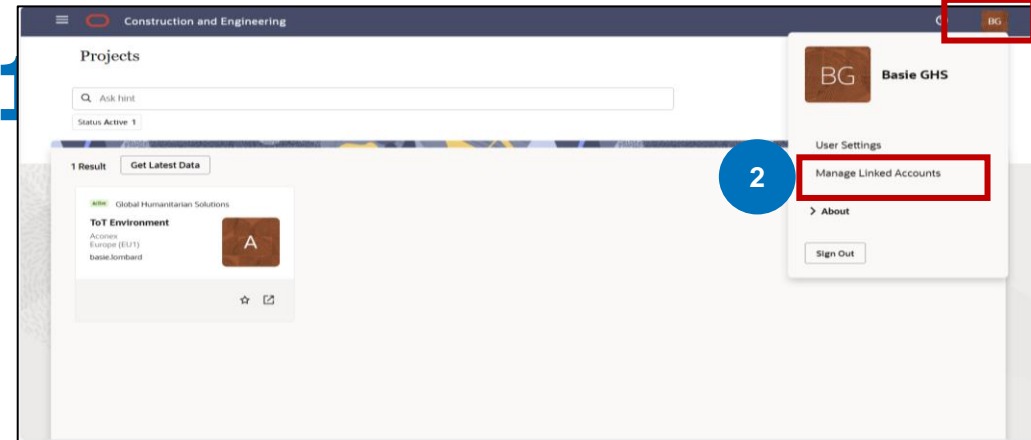 Construction and Engineering
BG
Projects
BG
Basie GHS
1
Ask hint
Status Active 1
User Settings
1 Result
Get Latest Data
2
Manage Linked Accounts
Active Global Humanitarian Solutions
About
ToT Environment
Aconex
A
Europe (EU1)
basie.lombard
Sign Out